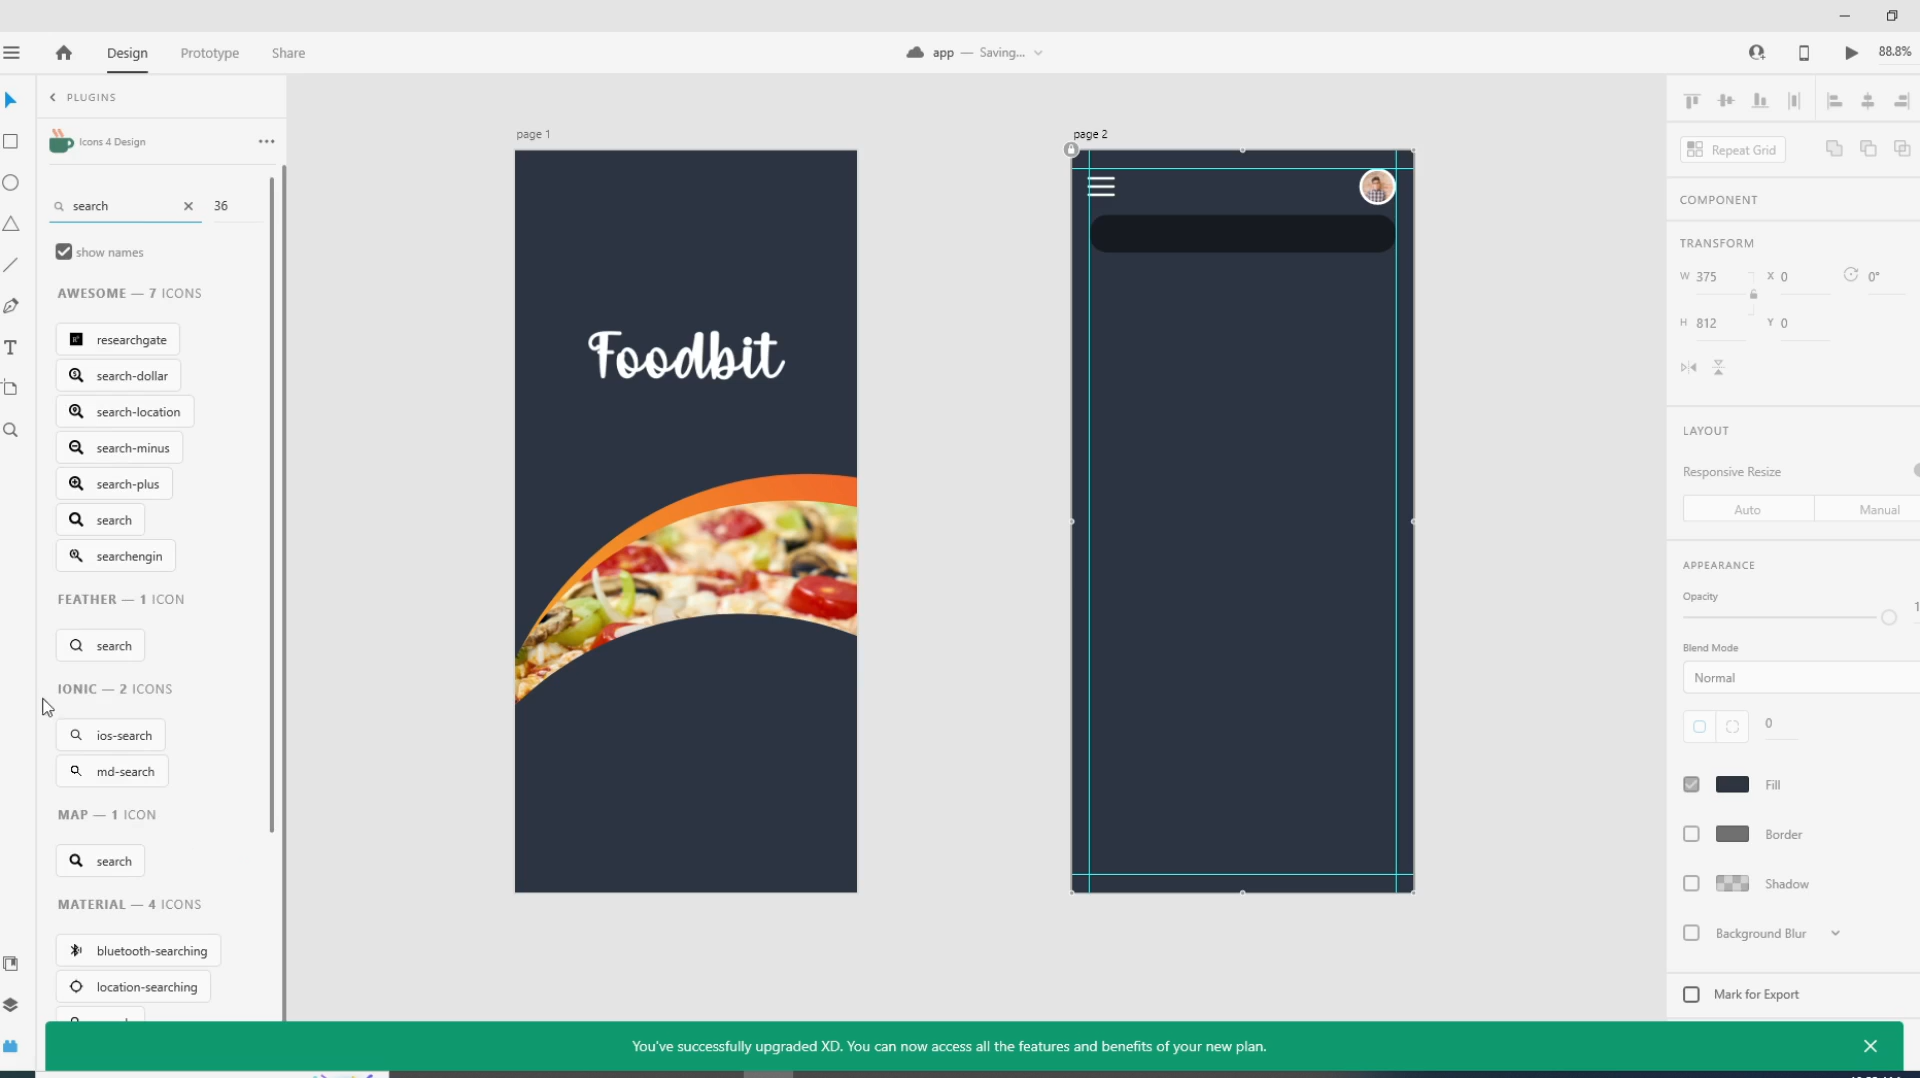 Design
Prototype
Share
app — Saving...
88.8%
PLUGINS
Icons 4 Design
search
36
show names
AWESOME — 7 ICONS
researchgate
search-dollar
search-location
search-minus
search-plus
search
searchengin
FEATHER — 1 ICON
search
IONIC — 2 ICONS
ios-search
md-search
MAP — 1 ICON
search
MATERIAL — 4 ICONS
bluetooth-searching
location-searching
page 1
Foodbit
page 2
Repeat Grid
COMPONENT
TRANSFORM
W 375
X 0
0°
H 812
Y 0
LAYOUT
Responsive Resize
Auto
Manual
APPEARANCE
Opacity
Blend Mode
Normal
0
Fill
Border
Shadow
Background Blur
Mark for Export
You've successfully upgraded XD. You can now access all the features and benefits of your new plan.